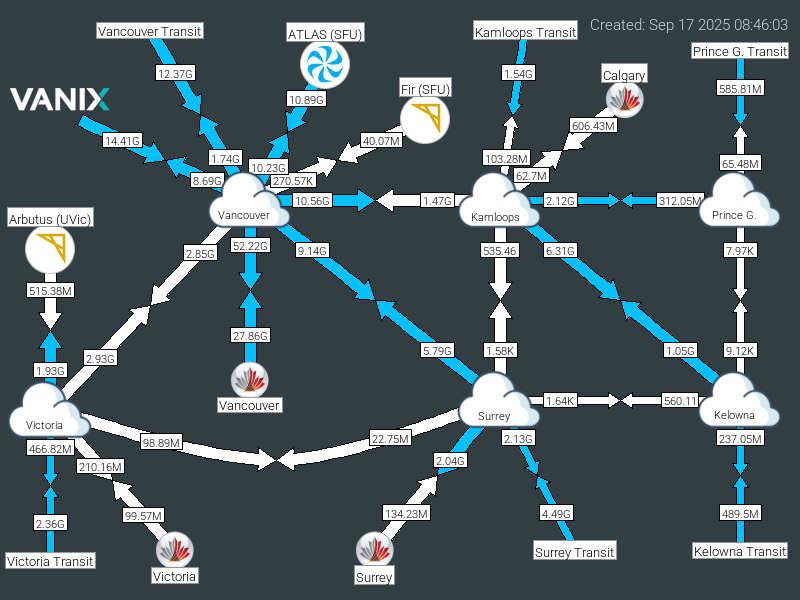 Created: Sep 17 2025 08:46:03
Vancouver Transit
ATLAS (SFU)
Kamloops Transit
Prince G. Transit
VANIX
12.37G
10.89G
Fir (SFU)
1.54G
Calgary
585.81M
14.41G
40.07M
606.43M
1.74G
10.23G
103.28M
65.48M
8.69G
270.57K
62.7M
Vancouver
10.56G
1.47G
Kamloops
2.12G
312.05M
Prince G.
Arbutus (UVic)
2.85G
52.22G
9.14G
535.46
6.31G
7.97K
515.38M
27.86G
2.93G
5.79G
1.58K
1.05G
9.12K
1.93G
Vancouver
Victoria
Surrey
1.64K
560.11
Kelowna
466.82M
98.89M
22.75M
2.13G
237.05M
210.16M
2.04G
2.36G
99.57M
134.23M
4.49G
489.5M
Victoria Transit
Victoria
Surrey
Surrey Transit
Kelowna Transit